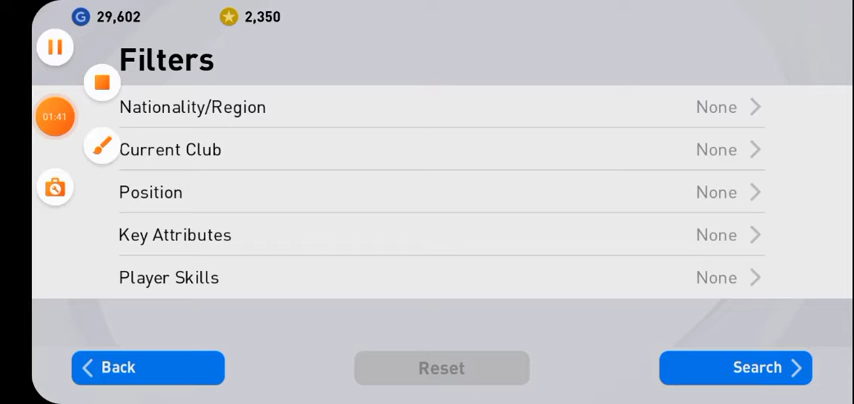 G 29,602 2,350
Filters
Nationality/Region None
01:41
Current Club None
Position None
Key Attributes None
Player Skills None
Back Reset Search